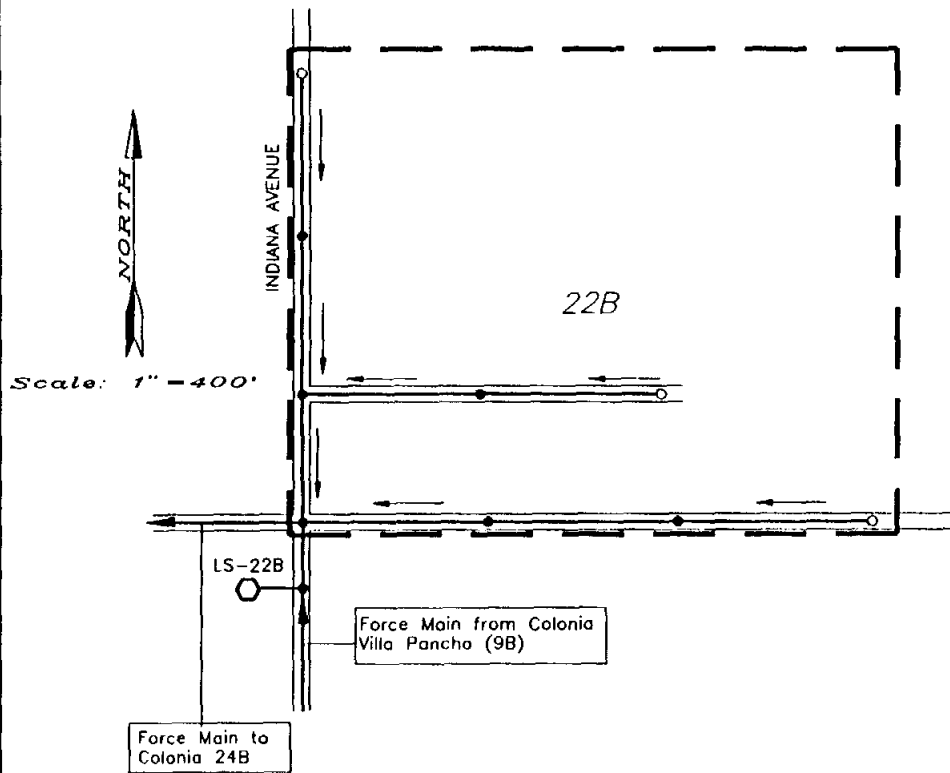 INDIANA AVENUE
NORTH
22B
Scale: 1"=400'
LS-22B
Force Main from Colonia
Villa Pancho (9B)
Force Main to
Colonia 24B